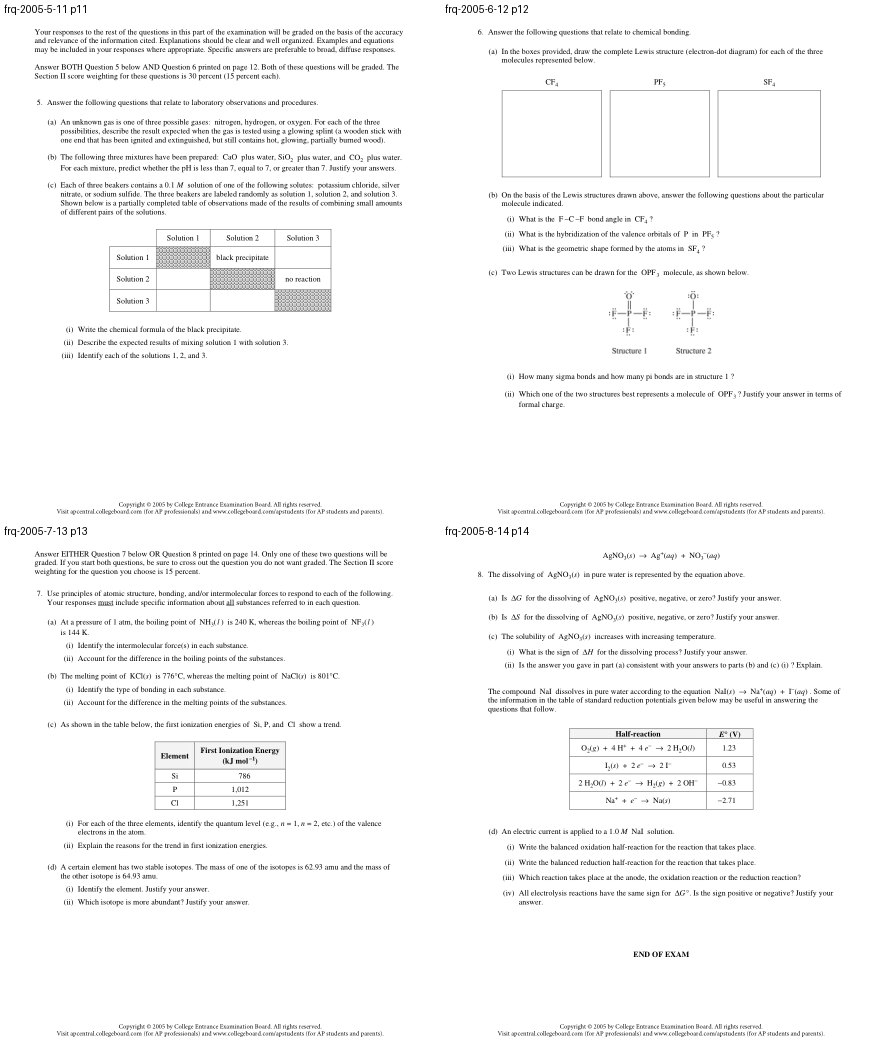 frq-2005-5-11 p11
Your responses to the rest of the questions in this part of the examination will be graded on the basis of the accuracy
and relevance of the information cited. Explanations should be clear and well organized. Examples and equations
may be included in your responses where appropriate. Specific answers are preferable to broad, diffuse responses.
Answer BOTH Question 5 below AND Question 6 printed on page 12. Both of these questions will be graded. The
Section II score weighting for these questions is 30 percent (15 percent each).
5. Answer the following questions that relate to laboratory observations and procedures.
(a) An unknown gas is one of three possible gases: nitrogen, hydrogen, or oxygen. For each of the three
possibilities, describe the result expected when the gas is tested using a glowing splint (a wooden stick with
one end that has been ignited and extinguished, but still contains hot, glowing, partially burned wood).
(b) The following three mixtures have been prepared: CaO plus water, SiO₂ plus water, and CO₂ plus water.
For each mixture, predict whether the pH is less than 7, equal to 7, or greater than 7. Justify your answers.
(c) Each of three beakers contains a 0.1 M solution of one of the following solutes: potassium chloride, silver
nitrate, or sodium sulfide. The three beakers are labeled randomly as solution 1, solution 2, and solution 3.
Shown below is a partially completed table of observations made of the results of combining small amounts
of different pairs of the solutions.
Solution 1 Solution 2 Solution 3
Solution 1 black precipitate
Solution 2 no reaction
Solution 3
(i) Write the chemical formula of the black precipitate.
(ii) Describe the expected results of mixing solution 1 with solution 3.
(iii) Identify each of the solutions 1, 2, and 3.
Copyright © 2005 by College Entrance Examination Board. All rights reserved.
Visit apcentral.collegeboard.com (for AP professionals) and www.collegeboard.com/apstudents (for AP students and parents).
frq-2005-6-12 p12
6. Answer the following questions that relate to chemical bonding.
(a) In the boxes provided, draw the complete Lewis structure (electron-dot diagram) for each of the three
molecules represented below.
CF₄ PF₅ SF₄
(b) On the basis of the Lewis structures drawn above, answer the following questions about the particular
molecule indicated.
(i) What is the F–C–F bond angle in CF₄ ?
(ii) What is the hybridization of the valence orbitals of P in PF₅ ?
(iii) What is the geometric shape formed by the atoms in SF₄ ?
(c) Two Lewis structures can be drawn for the OPF₃ molecule, as shown below.
O O
F P F F P F
F F
Structure 1 Structure 2
(i) How many sigma bonds and how many pi bonds are in structure 1 ?
(ii) Which one of the two structures best represents a molecule of OPF₃ ? Justify your answer in terms of
formal charge.
Copyright © 2005 by College Entrance Examination Board. All rights reserved.
Visit apcentral.collegeboard.com (for AP professionals) and www.collegeboard.com/apstudents (for AP students and parents).
frq-2005-7-13 p13
Answer EITHER Question 7 below OR Question 8 printed on page 14. Only one of these two questions will be
graded. If you start both questions, be sure to cross out the question you do not want graded. The Section II score
weighting for the question you choose is 15 percent.
7. Use principles of atomic structure, bonding, and/or intermolecular forces to respond to each of the following.
Your responses must include specific information about all substances referred to in each question.
(a) At a pressure of 1 atm, the boiling point of NH₃(l) is 240 K, whereas the boiling point of NF₃(l)
is 144 K.
(i) Identify the intermolecular force(s) in each substance.
(ii) Account for the difference in the boiling points of the substances.
(b) The melting point of KCl(s) is 776°C, whereas the melting point of NaCl(s) is 801°C.
(i) Identify the type of bonding in each substance.
(ii) Account for the difference in the melting points of the substances.
(c) As shown in the table below, the first ionization energies of Si, P, and Cl show a trend.
Element First Ionization Energy
(kJ mol⁻¹)
Si 786
P 1,012
Cl 1,251
(i) For each of the three elements, identify the quantum level (e.g., n = 1, n = 2, etc.) of the valence
electrons in the atom.
(ii) Explain the reasons for the trend in first ionization energies.
(d) A certain element has two stable isotopes. The mass of one of the isotopes is 62.93 amu and the mass of
the other isotope is 64.93 amu.
(i) Identify the element. Justify your answer.
(ii) Which isotope is more abundant? Justify your answer.
Copyright © 2005 by College Entrance Examination Board. All rights reserved.
Visit apcentral.collegeboard.com (for AP professionals) and www.collegeboard.com/apstudents (for AP students and parents).
frq-2005-8-14 p14
AgNO₃(s) → Ag⁺(aq) + NO₃⁻(aq)
8. The dissolving of AgNO₃(s) in pure water is represented by the equation above.
(a) Is ΔG for the dissolving of AgNO₃(s) positive, negative, or zero? Justify your answer.
(b) Is ΔS for the dissolving of AgNO₃(s) positive, negative, or zero? Justify your answer.
(c) The solubility of AgNO₃(s) increases with increasing temperature.
(i) What is the sign of ΔH for the dissolving process? Justify your answer.
(ii) Is the answer you gave in part (a) consistent with your answers to parts (b) and (c) (i) ? Explain.
The compound NaI dissolves in pure water according to the equation NaI(s) → Na⁺(aq) + I⁻(aq) . Some of
the information in the table of standard reduction potentials given below may be useful in answering the
questions that follow.
Half-reaction E° (V)
O₂(g) + 4 H⁺ + 4 e⁻ → 2 H₂O(l) 1.23
I₂(s) + 2 e⁻ → 2 I⁻ 0.53
2 H₂O(l) + 2 e⁻ → H₂(g) + 2 OH⁻ −0.83
Na⁺ + e⁻ → Na(s) −2.71
(d) An electric current is applied to a 1.0 M NaI solution.
(i) Write the balanced oxidation half-reaction for the reaction that takes place.
(ii) Write the balanced reduction half-reaction for the reaction that takes place.
(iii) Which reaction takes place at the anode, the oxidation reaction or the reduction reaction?
(iv) All electrolysis reactions have the same sign for ΔG°. Is the sign positive or negative? Justify your
answer.
END OF EXAM
Copyright © 2005 by College Entrance Examination Board. All rights reserved.
Visit apcentral.collegeboard.com (for AP professionals) and www.collegeboard.com/apstudents (for AP students and parents).